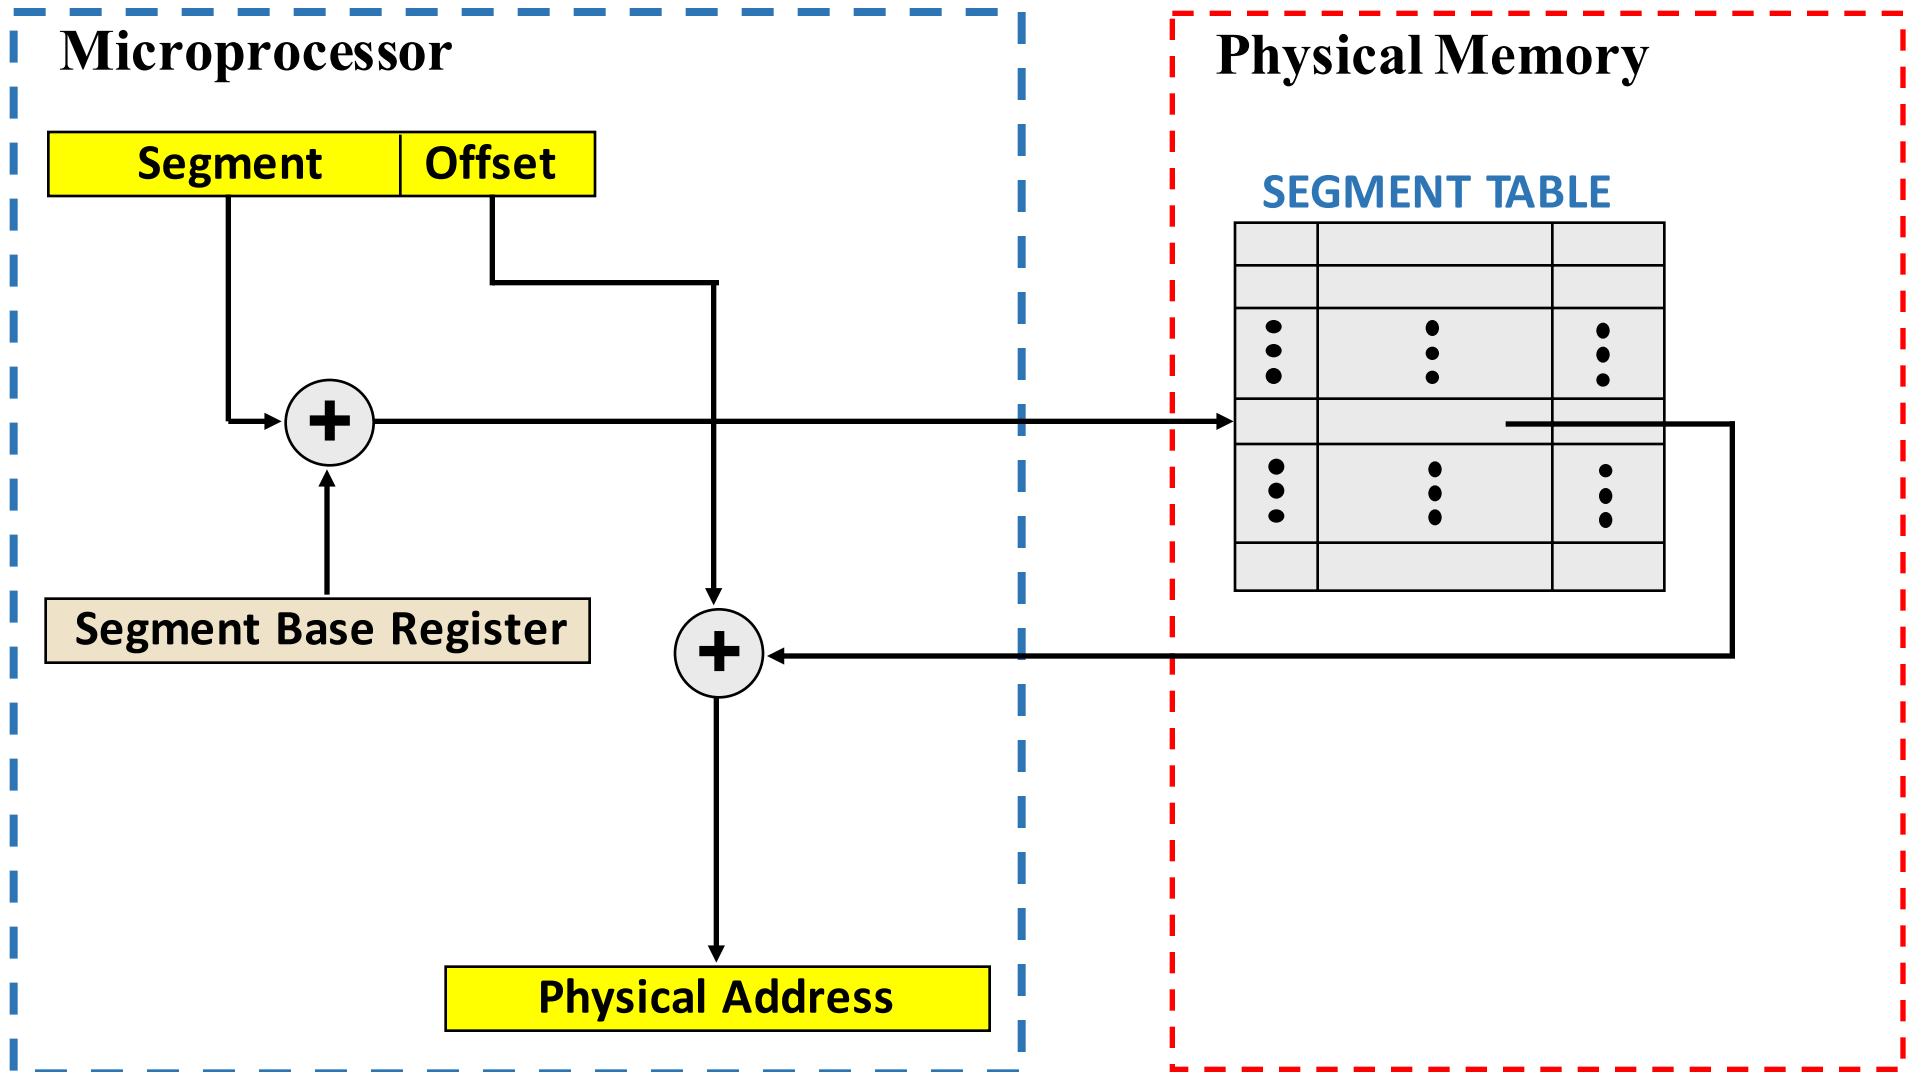 Microprocessor
Physical Memory
Segment
Offset
SEGMENT TABLE
+
Segment Base Register
+
Physical Address